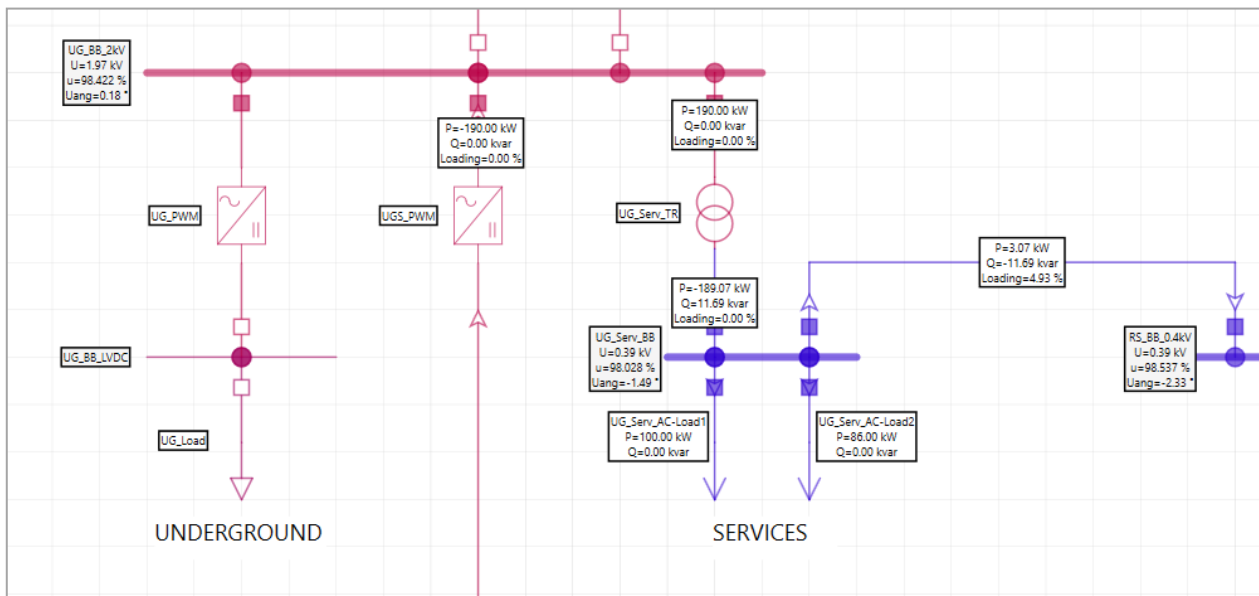 UG_BB_2kV
U=1.97 kV
u=98.422 %
Uang=0.18 °
P=-190.00 kW
Q=0.00 kvar
Loading=0.00 %
P=190.00 kW
Q=0.00 kvar
Loading=0.00 %
UG_PWM
UGS_PWM
UG_Serv_TR
P=3.07 kW
Q=-11.69 kvar
Loading=4.93 %
P=-189.07 kW
Q=11.69 kvar
Loading=0.00 %
UG_BB_LVDC
UG_Serv_BB
U=0.39 kV
u=98.028 %
Uang=-1.49 °
RS_BB_0.4kV
U=0.39 kV
u=98.537 %
Uang=-2.33 °
UG_Load
UG_Serv_AC-Load1
P=100.00 kW
Q=0.00 kvar
UG_Serv_AC-Load2
P=86.00 kW
Q=0.00 kvar
UNDERGROUND
SERVICES